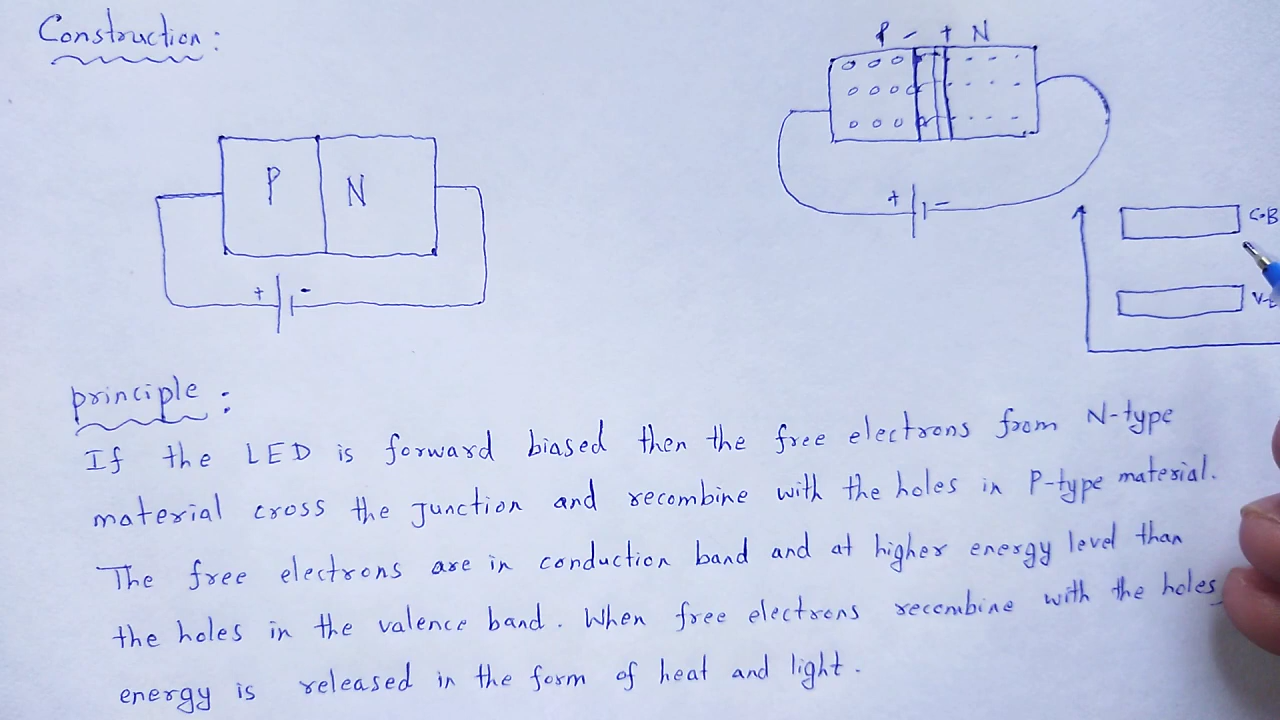 Construction:
P - + N
P N
+ -
+ -
C.B
principle:
If the LED is forward biased then the free electrons from N-type
material cross the junction and recombine with the holes in P-type material.
The free electrons are in conduction band and at higher energy level than
the holes in the valence band. When free electrons recombine with the holes,
energy is released in the form of heat and light.